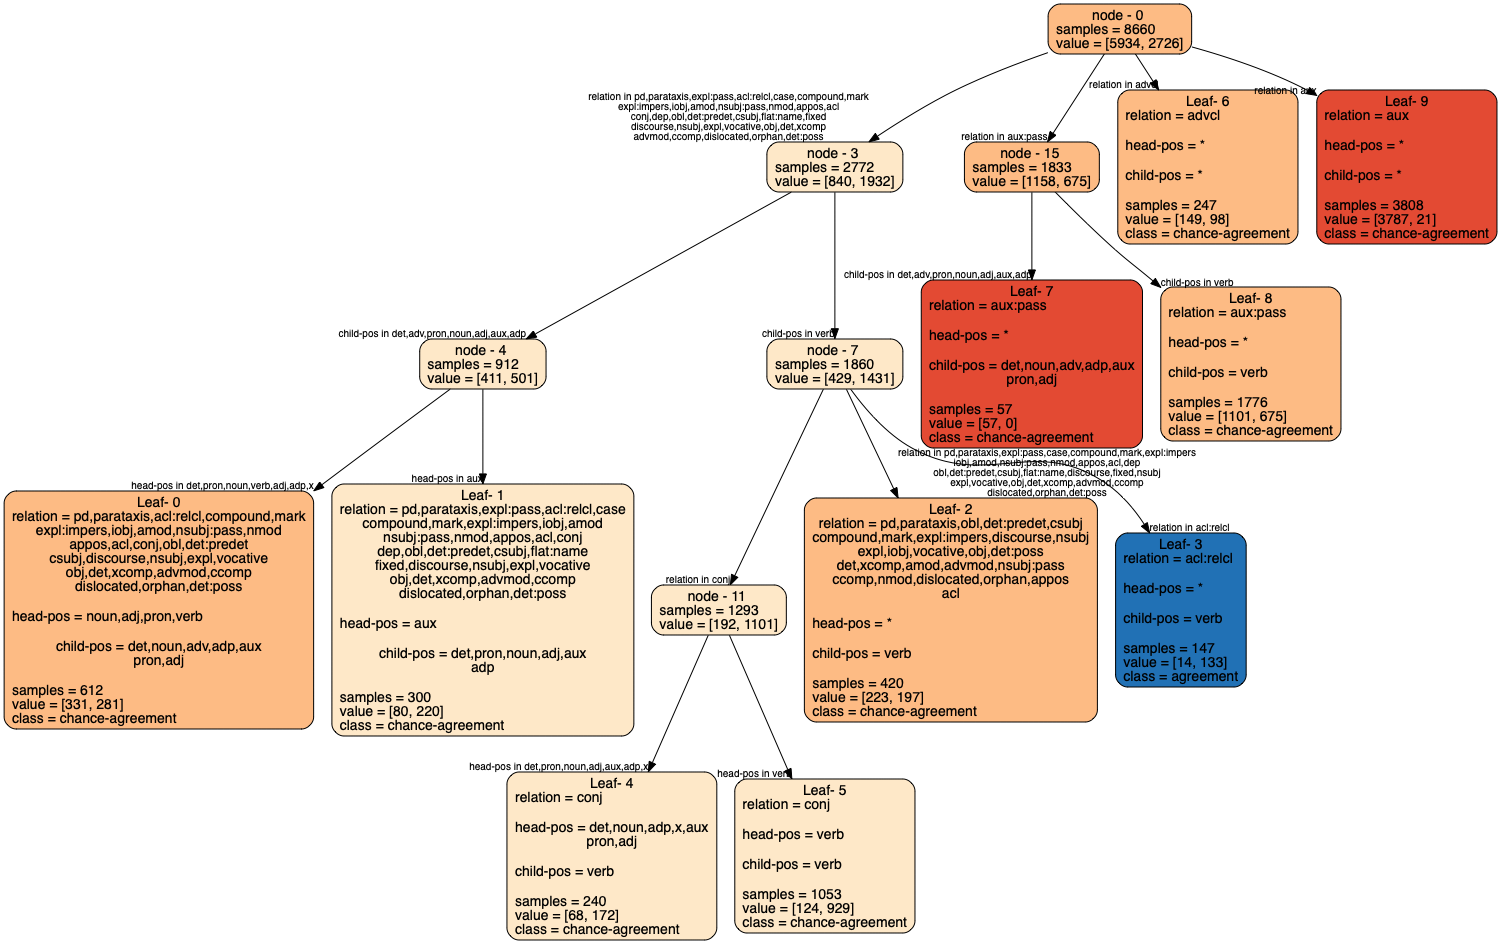 node - 0
samples = 8660
value = [5934, 2726]
relation in pd,parataxis,expl:pass,acl:relcl,case,compound,mark
expl:impers,iobj,amod,nsubj:pass,nmod,appos,acl
conj,dep,obl,det:predet,csubj,flat:name,fixed
discourse,nsubj,expl,vocative,obj,det,xcomp
advmod,ccomp,dislocated,orphan,det:poss
node - 3
samples = 2772
value = [840, 1932]
relation in aux:pass
node - 15
samples = 1833
value = [1158, 675]
relation in advcl
Leaf- 6
relation = advcl
head-pos = *
child-pos = *
samples = 247
value = [149, 98]
class = chance-agreement
relation in aux
Leaf- 9
relation = aux
head-pos = *
child-pos = *
samples = 3808
value = [3787, 21]
class = chance-agreement
child-pos in det,adv,pron,noun,adj,aux,adp
node - 4
samples = 912
value = [411, 501]
child-pos in verb
node - 7
samples = 1860
value = [429, 1431]
child-pos in det,adv,pron,noun,adj,aux,adp
Leaf- 7
relation = aux:pass
head-pos = *
child-pos = det,noun,adv,adp,aux
pron,adj
samples = 57
value = [57, 0]
class = chance-agreement
child-pos in verb
Leaf- 8
relation = aux:pass
head-pos = *
child-pos = verb
samples = 1776
value = [1101, 675]
class = chance-agreement
head-pos in det,pron,noun,verb,adj,adp,x
Leaf- 0
relation = pd,parataxis,acl:relcl,compound,mark
expl:impers,iobj,amod,nsubj:pass,nmod
appos,acl,conj,obl,det:predet
csubj,discourse,nsubj,expl,vocative
obj,det,xcomp,advmod,ccomp
dislocated,orphan,det:poss
head-pos = noun,adj,pron,verb
child-pos = det,noun,adv,adp,aux
pron,adj
samples = 612
value = [331, 281]
class = chance-agreement
head-pos in aux
Leaf- 1
relation = pd,parataxis,expl:pass,acl:relcl,case
compound,mark,expl:impers,iobj,amod
nsubj:pass,nmod,appos,acl,conj
dep,obl,det:predet,csubj,flat:name
fixed,discourse,nsubj,expl,vocative
obj,det,xcomp,advmod,ccomp
dislocated,orphan,det:poss
head-pos = aux
child-pos = det,pron,noun,adj,aux
adp
samples = 300
value = [80, 220]
class = chance-agreement
relation in conj
node - 11
samples = 1293
value = [192, 1101]
relation in pd,parataxis,expl:pass,case,compound,mark,expl:impers
iobj,amod,nsubj:pass,nmod,appos,acl,dep
obl,det:predet,csubj,flat:name,discourse,fixed,nsubj
expl,vocative,obj,det,xcomp,advmod,ccomp
dislocated,orphan,det:poss
Leaf- 2
relation = pd,parataxis,obl,det:predet,csubj
compound,mark,expl:impers,discourse,nsubj
expl,iobj,vocative,obj,det:poss
det,xcomp,amod,advmod,nsubj:pass
ccomp,nmod,dislocated,orphan,appos
acl
head-pos = *
child-pos = verb
samples = 420
value = [223, 197]
class = chance-agreement
relation in acl:relcl
Leaf- 3
relation = acl:relcl
head-pos = *
child-pos = verb
samples = 147
value = [14, 133]
class = agreement
head-pos in det,pron,noun,adj,aux,adp,x
Leaf- 4
relation = conj
head-pos = det,noun,adp,x,aux
pron,adj
child-pos = verb
samples = 240
value = [68, 172]
class = chance-agreement
head-pos in verb
Leaf- 5
relation = conj
head-pos = verb
child-pos = verb
samples = 1053
value = [124, 929]
class = chance-agreement